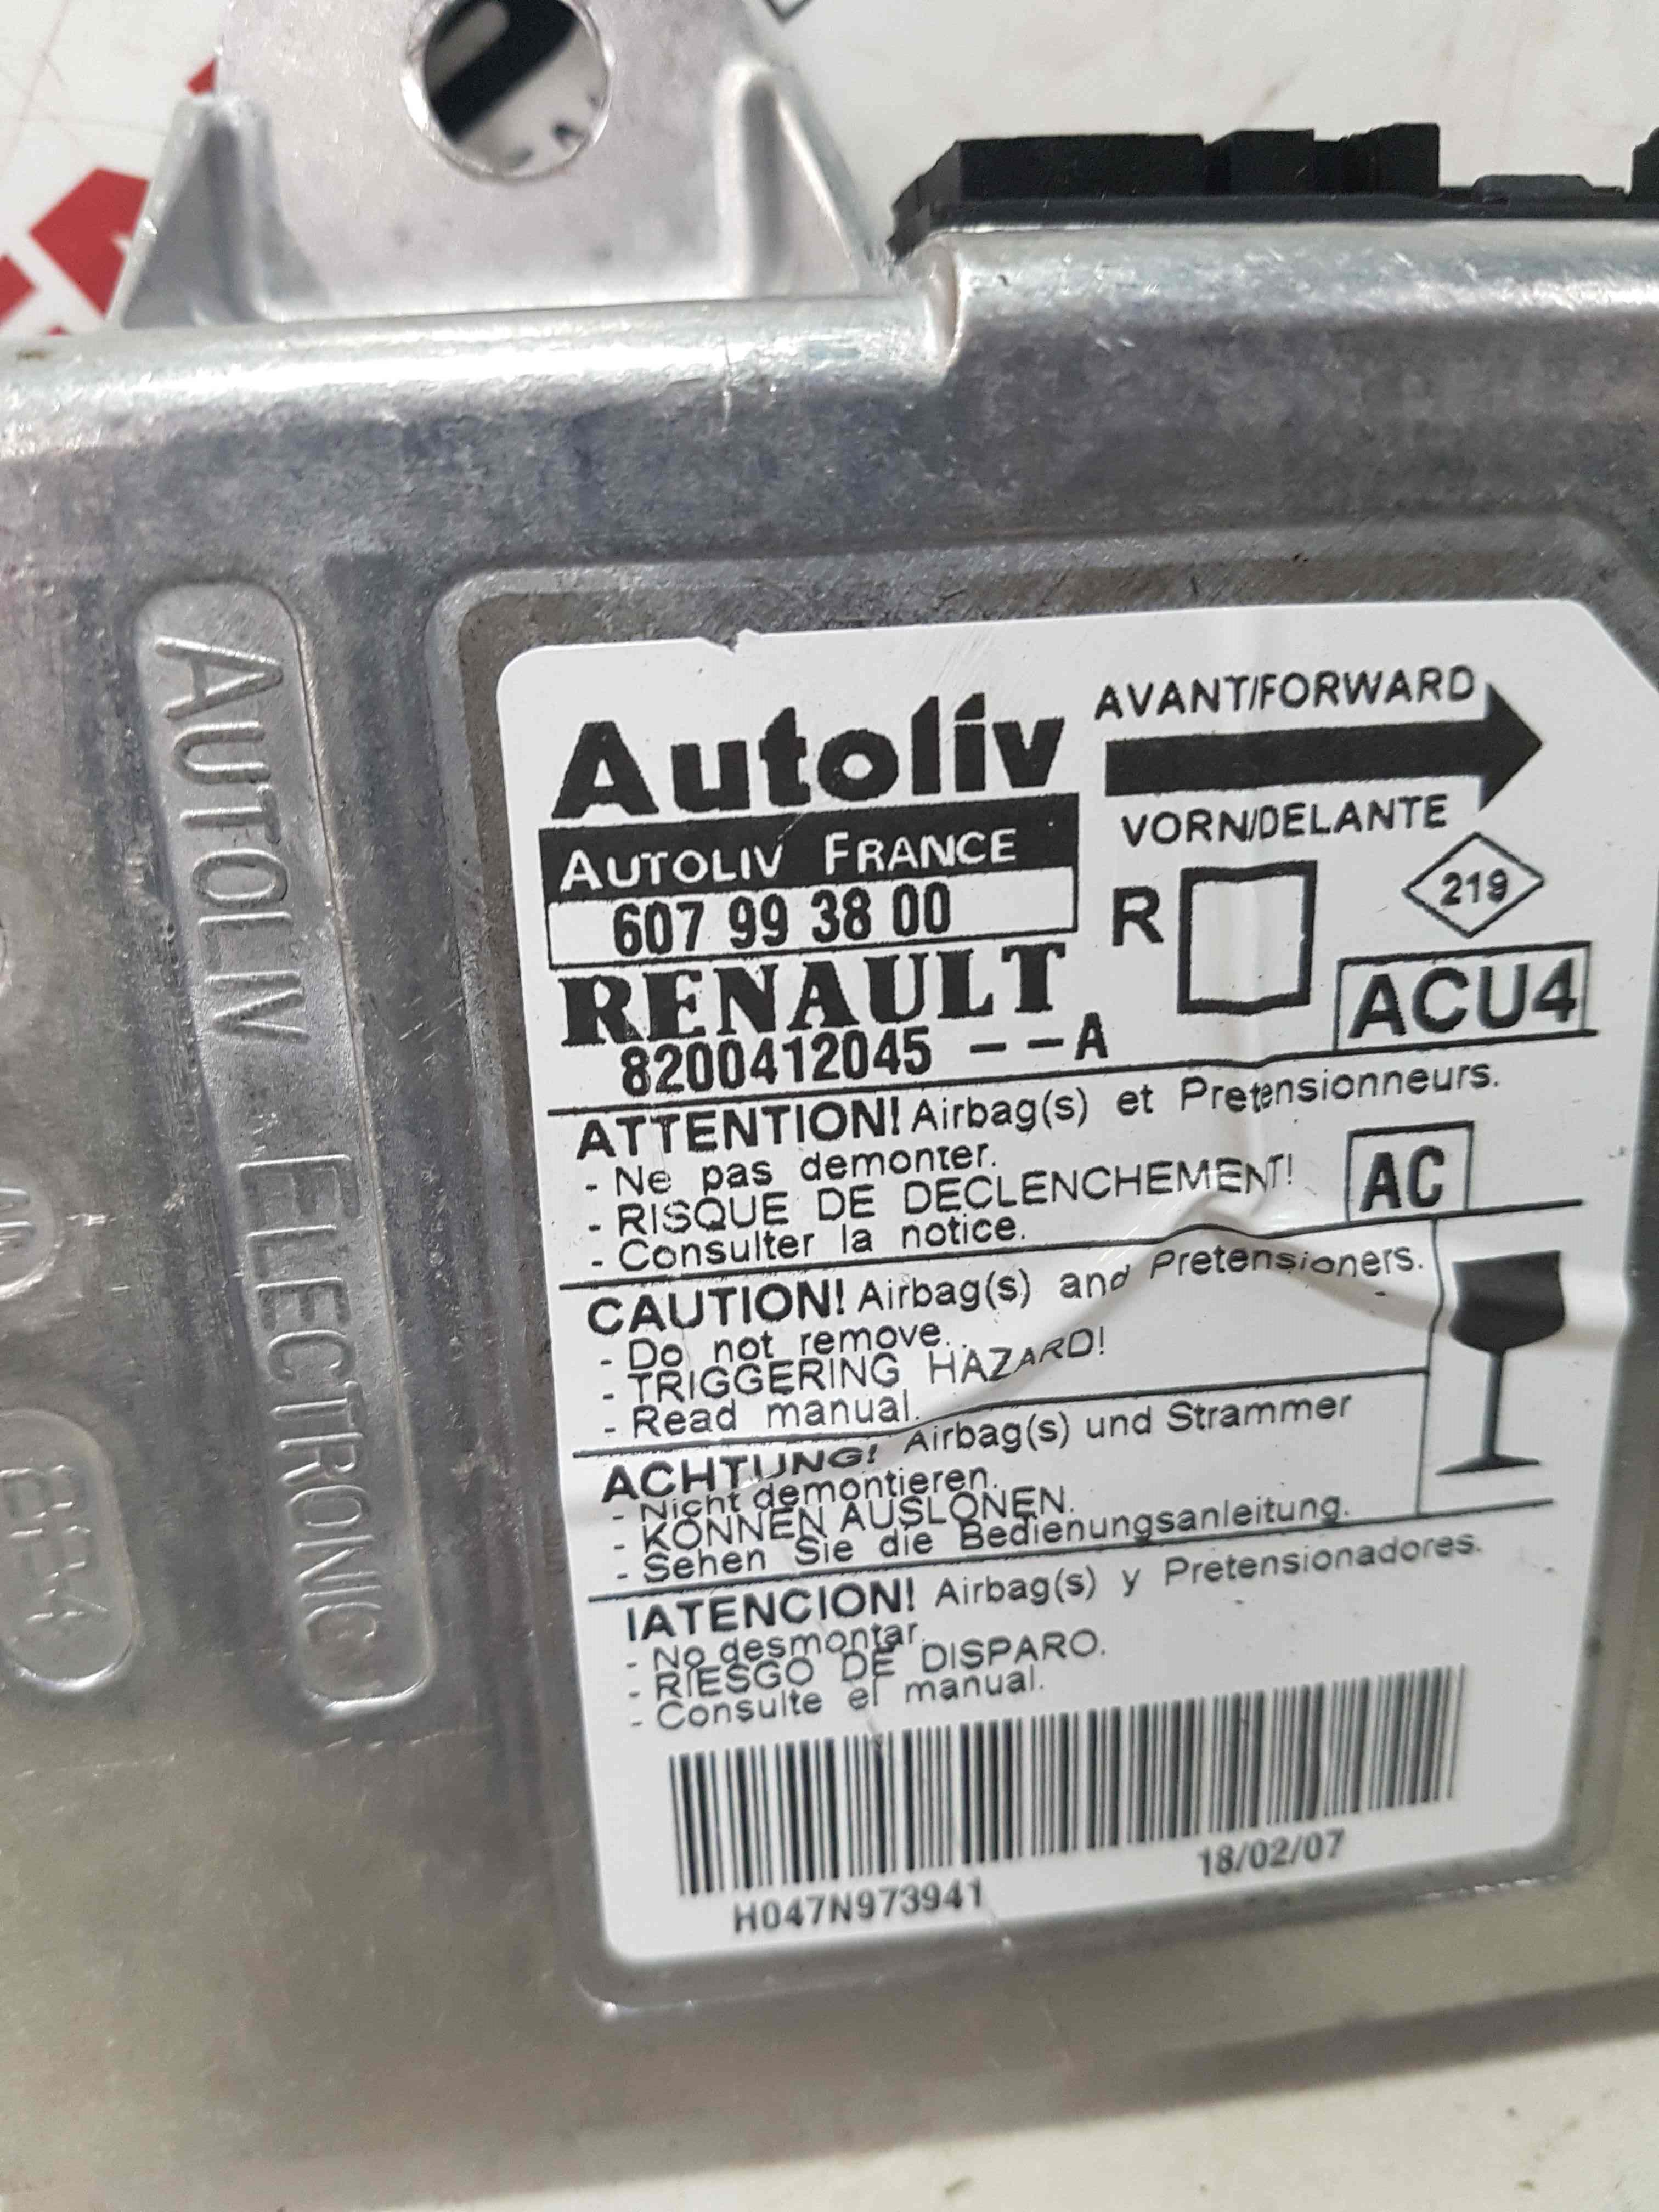 AUTOLIV ELECTRONIC
Autoliv
AUTOLIV FRANCE
607 99 38 00
RENAULT
8200412045 --A
AVANT/FORWARD
VORN/DELANTE
R
219
ACU4
ATTENTION! Airbag(s) et Pretensionneurs.
- Ne pas demonter.
- RISQUE DE DECLENCHEMENT!
- Consulter la notice.
AC
CAUTION! Airbag(s) and Pretensioners.
- Do not remove.
- TRIGGERING HAZARD!
- Read manual.
ACHTUNG! Airbag(s) und Strammer
- Nicht demontieren.
- KÖNNEN AUSLÖNEN.
- Sehen Sie die Bedienungsanleitung.
IATENCION! Airbag(s) y Pretensionadores.
- No desmontar.
- RIESGO DE DISPARO.
- Consulte el manual.
H047N973941
18/02/07